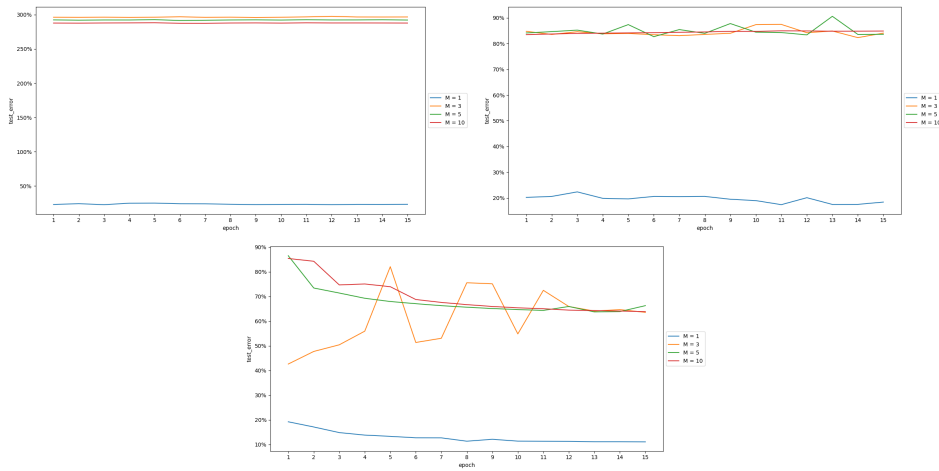 300%
250%
200%
150%
100%
50%
test_error
1 2 3 4 5 6 7 8 9 10 11 12 13 14 15
epoch
M = 1
M = 3
M = 5
M = 10
90%
80%
70%
60%
50%
40%
30%
20%
test_error
1 2 3 4 5 6 7 8 9 10 11 12 13 14 15
epoch
M = 1
M = 3
M = 5
M = 10
90%
80%
70%
60%
50%
40%
30%
20%
10%
test_error
1 2 3 4 5 6 7 8 9 10 11 12 13 14 15
epoch
M = 1
M = 3
M = 5
M = 10